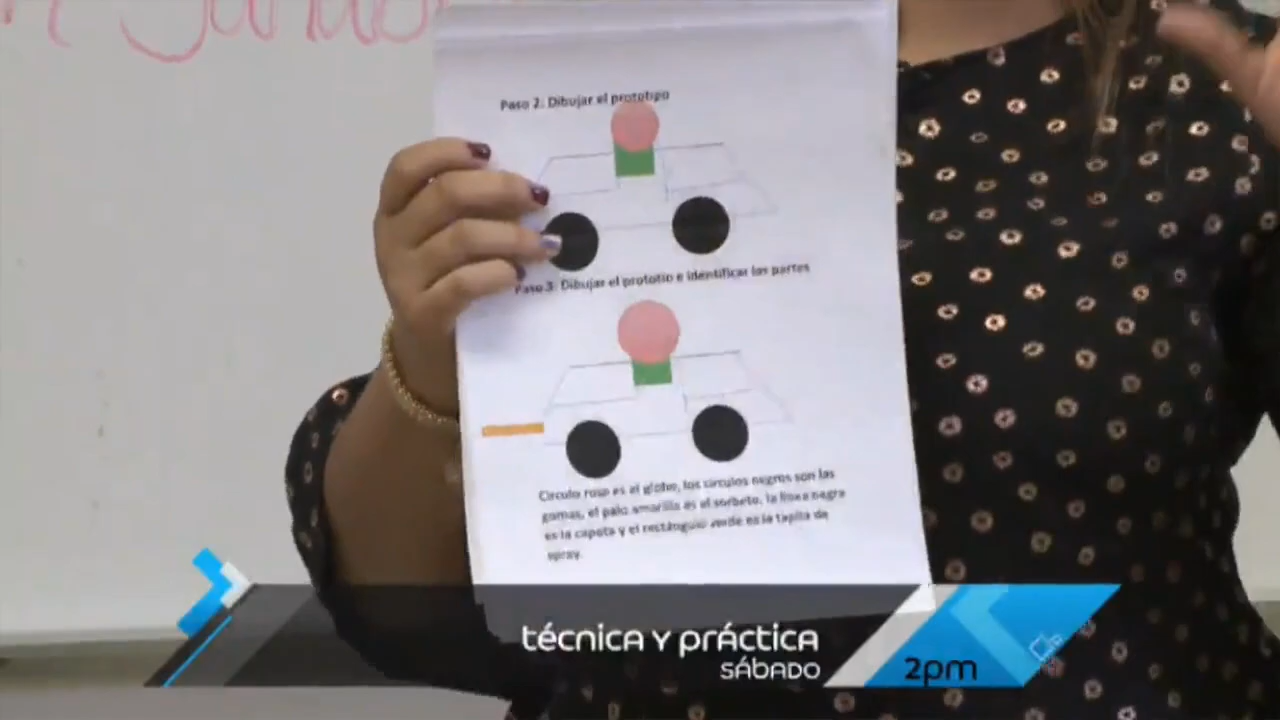 Paso 2: Dibujar el prototipo
Paso 3: Dibujar el prototio e identificar las partes
Circulo rosa es el globo, los circulos negros son las
gomas, el palo amarillo es el sorbeto, la linea negra
es la capota y el rectángulo verde es la tapita de
spray.
técnica y práctica
SÁBADO
2pm